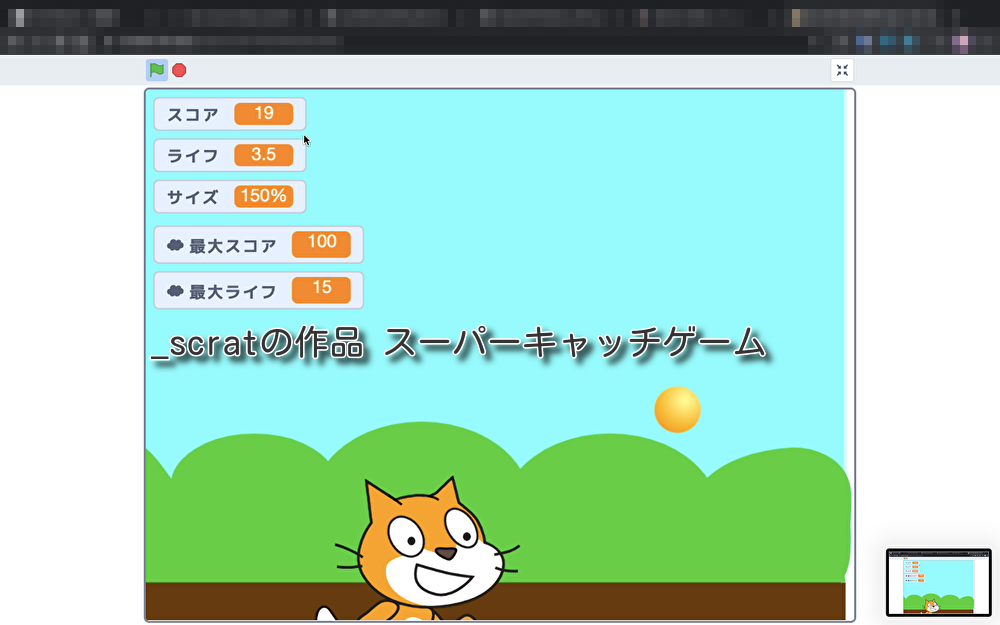 スコア 19
ライフ 3.5
サイズ 150%
最大スコア 100
最大ライフ 15
_scratの作品 スーパーキャッチゲーム